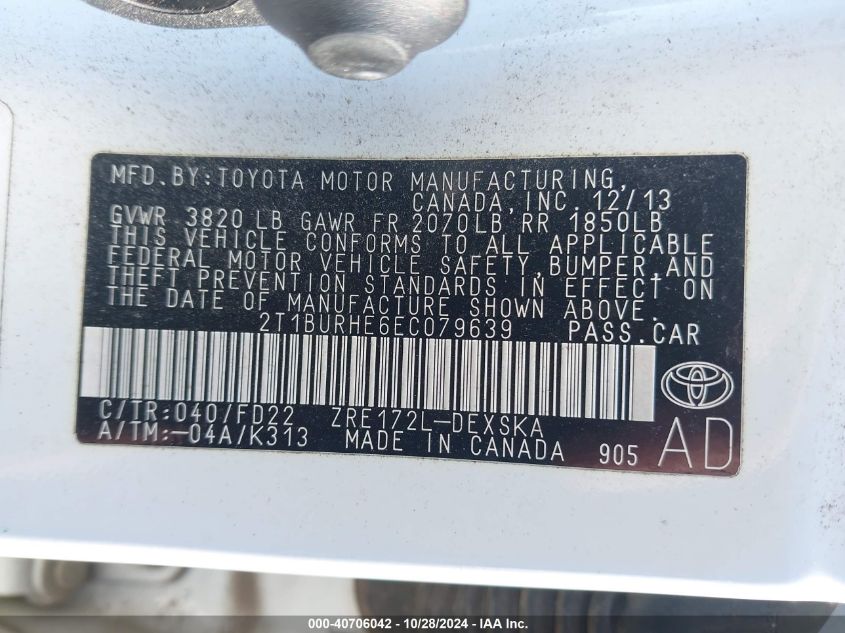 MFD.BY:TOYOTA MOTOR MANUFACTURING,
CANADA, INC. 12/13
GVWR 3820 LB GAWR FR 2070LB RR 1850LB
THIS VEHICLE CONFORMS TO ALL APPLICABLE
FEDERAL MOTOR VEHICLE SAFETY, BUMPER, AND
THEFT PREVENTION STANDARDS IN EFFECT ON
THE DATE OF MANUFACTURE SHOWN ABOVE.
2T1BURHE6EC079639 PASS.CAR
C/TR:040/FD22 ZRE172L-DEXSKA
A/TM:-04A/K313 MADE IN CANADA 905 AD
000-40706042 / 10/28/2024 - IAA Inc.